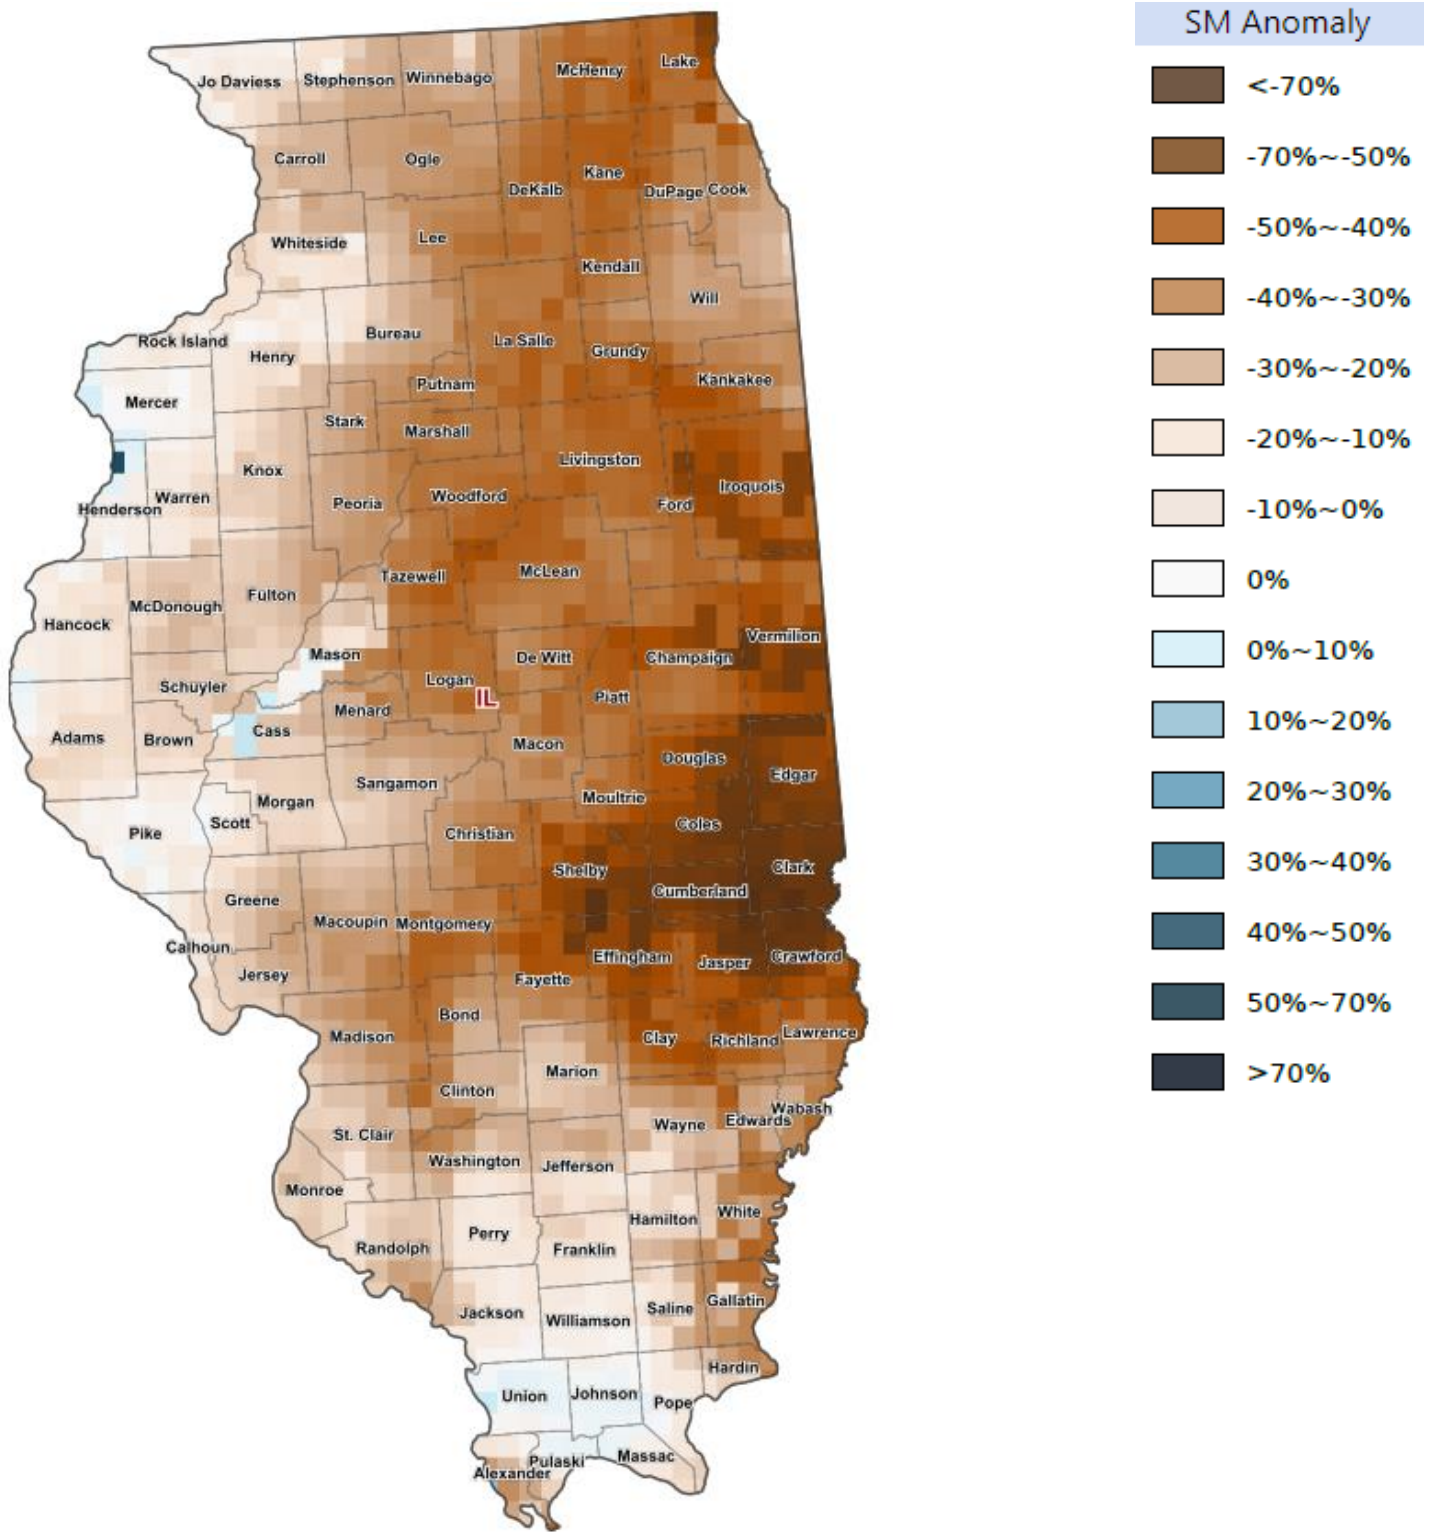 SM Anomaly
<-70%
-70%~-50%
-50%~-40%
-40%~-30%
-30%~-20%
-20%~-10%
-10%~0%
0%
0%~10%
10%~20%
20%~30%
30%~40%
40%~50%
50%~70%
>70%
Jo Daviess
Stephenson
Winnebago
McHenry
Lake
Carroll
Ogle
DeKalb
Kane
DuPage
Cook
Whiteside
Lee
Kendall
Will
Rock Island
Henry
Bureau
La Salle
Grundy
Putnam
Kankakee
Mercer
Stark
Marshall
Knox
Livingston
Iroquois
Henderson
Warren
Peoria
Woodford
Ford
Tazewell
McLean
Fulton
McDonough
Hancock
Mason
De Witt
Champaign
Vermilion
Schuyler
Logan
IL
Piatt
Menard
Adams
Brown
Cass
Macon
Douglas
Edgar
Sangamon
Moultrie
Morgan
Scott
Pike
Christian
Coles
Shelby
Clark
Cumberland
Greene
Macoupin
Montgomery
Calhoun
Jersey
Effingham
Jasper
Crawford
Fayette
Bond
Madison
Clay
Richland
Lawrence
Marion
Clinton
Wabash
Edwards
Wayne
St. Clair
Washington
Jefferson
Monroe
Hamilton
White
Perry
Randolph
Franklin
Jackson
Williamson
Saline
Gallatin
Hardin
Union
Johnson
Pope
Pulaski
Massac
Alexander